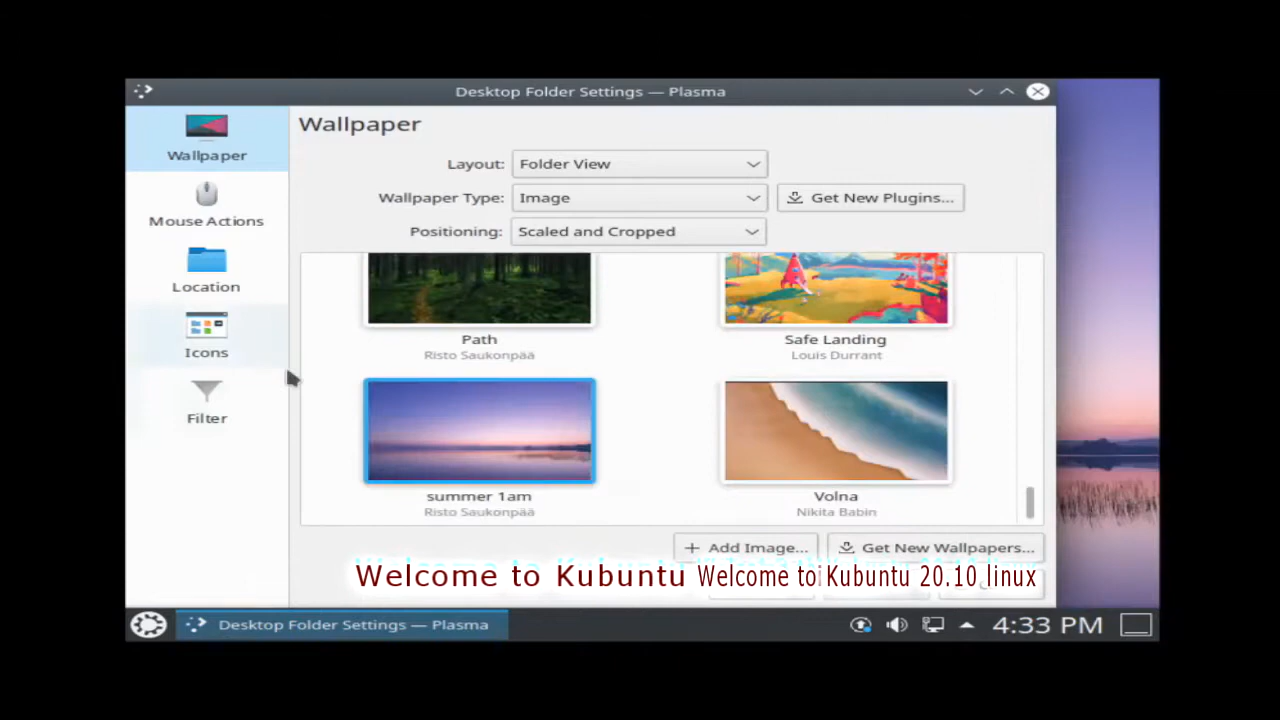 Desktop Folder Settings — Plasma
Wallpaper
Wallpaper
Layout: Folder View
Mouse Actions
Wallpaper Type: Image Get New Plugins...
Positioning: Scaled and Cropped
Location
Icons
Path Safe Landing
Risto Saukonpää Louis Durrant
Filter
summer 1am Volna
Risto Saukonpää Nikita Babin
Add Image... Get New Wallpapers...
Welcome to Kubuntu Welcome to Kubuntu 20.10 linux
Desktop Folder Settings — Plasma 4:33 PM